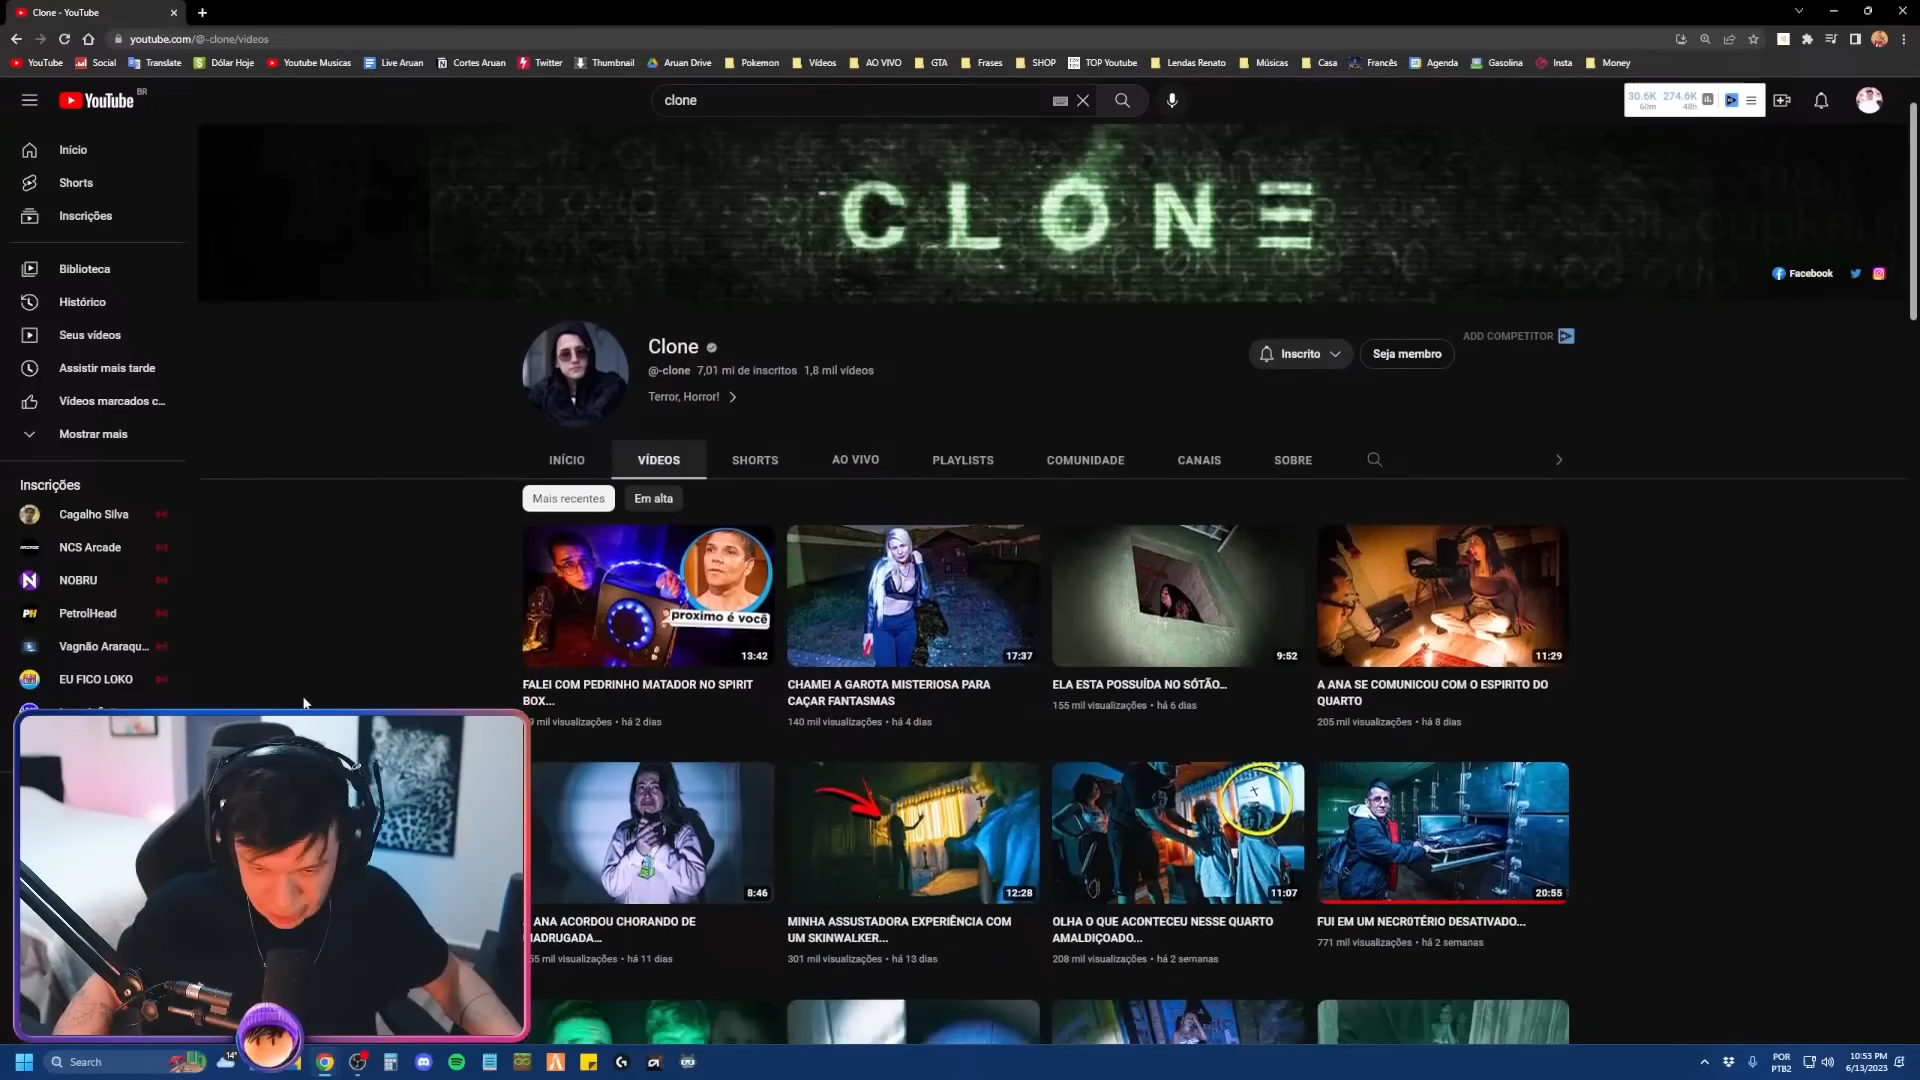 Clone - YouTube
youtube.com/@-clone/videos
YouTube Social Translate Dólar Hoje Youtube Musicas Live Aruan Cortes Aruan Twitter Thumbnail Aruan Drive Pokemon Vídeos AO VIVO GTA Frases SHOP TOP Youtube Lendas Renato Músicas Casa Francês Agenda Gasolina Insta Money
YouTube BR
clone
30.6K 274.6K
60m 48h
Início
Shorts
Inscrições
Biblioteca
Histórico
Seus vídeos
Assistir mais tarde
Vídeos marcados c...
Mostrar mais
Inscrições
Cagalho Silva
NCS Arcade
NOBRU
PetrolHead
Vagnão Araraqu...
EU FICO LOKO
CLONE
Facebook
Clone
@-clone 7,01 mi de inscritos 1,8 mil vídeos
Terror, Horror!
Inscrito
Seja membro
ADD COMPETITOR
INÍCIO VÍDEOS SHORTS AO VIVO PLAYLISTS COMUNIDADE CANAIS SOBRE
Mais recentes Em alta
proximo é você
13:42
17:37
9:52
11:29
FALEI COM PEDRINHO MATADOR NO SPIRIT
BOX...
mil visualizações • há 2 dias
CHAMEI A GAROTA MISTERIOSA PARA
CAÇAR FANTASMAS
140 mil visualizações • há 4 dias
ELA ESTA POSSUÍDA NO SÓTÃO...
155 mil visualizações • há 6 dias
A ANA SE COMUNICOU COM O ESPIRITO DO
QUARTO
205 mil visualizações • há 8 dias
8:46
12:28
11:07
20:55
ANA ACORDOU CHORANDO DE
MADRUGADA...
mil visualizações • há 11 dias
MINHA ASSUSTADORA EXPERIÊNCIA COM
UM SKINWALKER...
301 mil visualizações • há 13 dias
OLHA O QUE ACONTECEU NESSE QUARTO
AMALDIÇOADO...
208 mil visualizações • há 2 semanas
FUI EM UM NECR0TÉRIO DESATIVADO...
771 mil visualizações • há 2 semanas
Search
14°
POR
PTB2
10:53 PM
6/13/2023